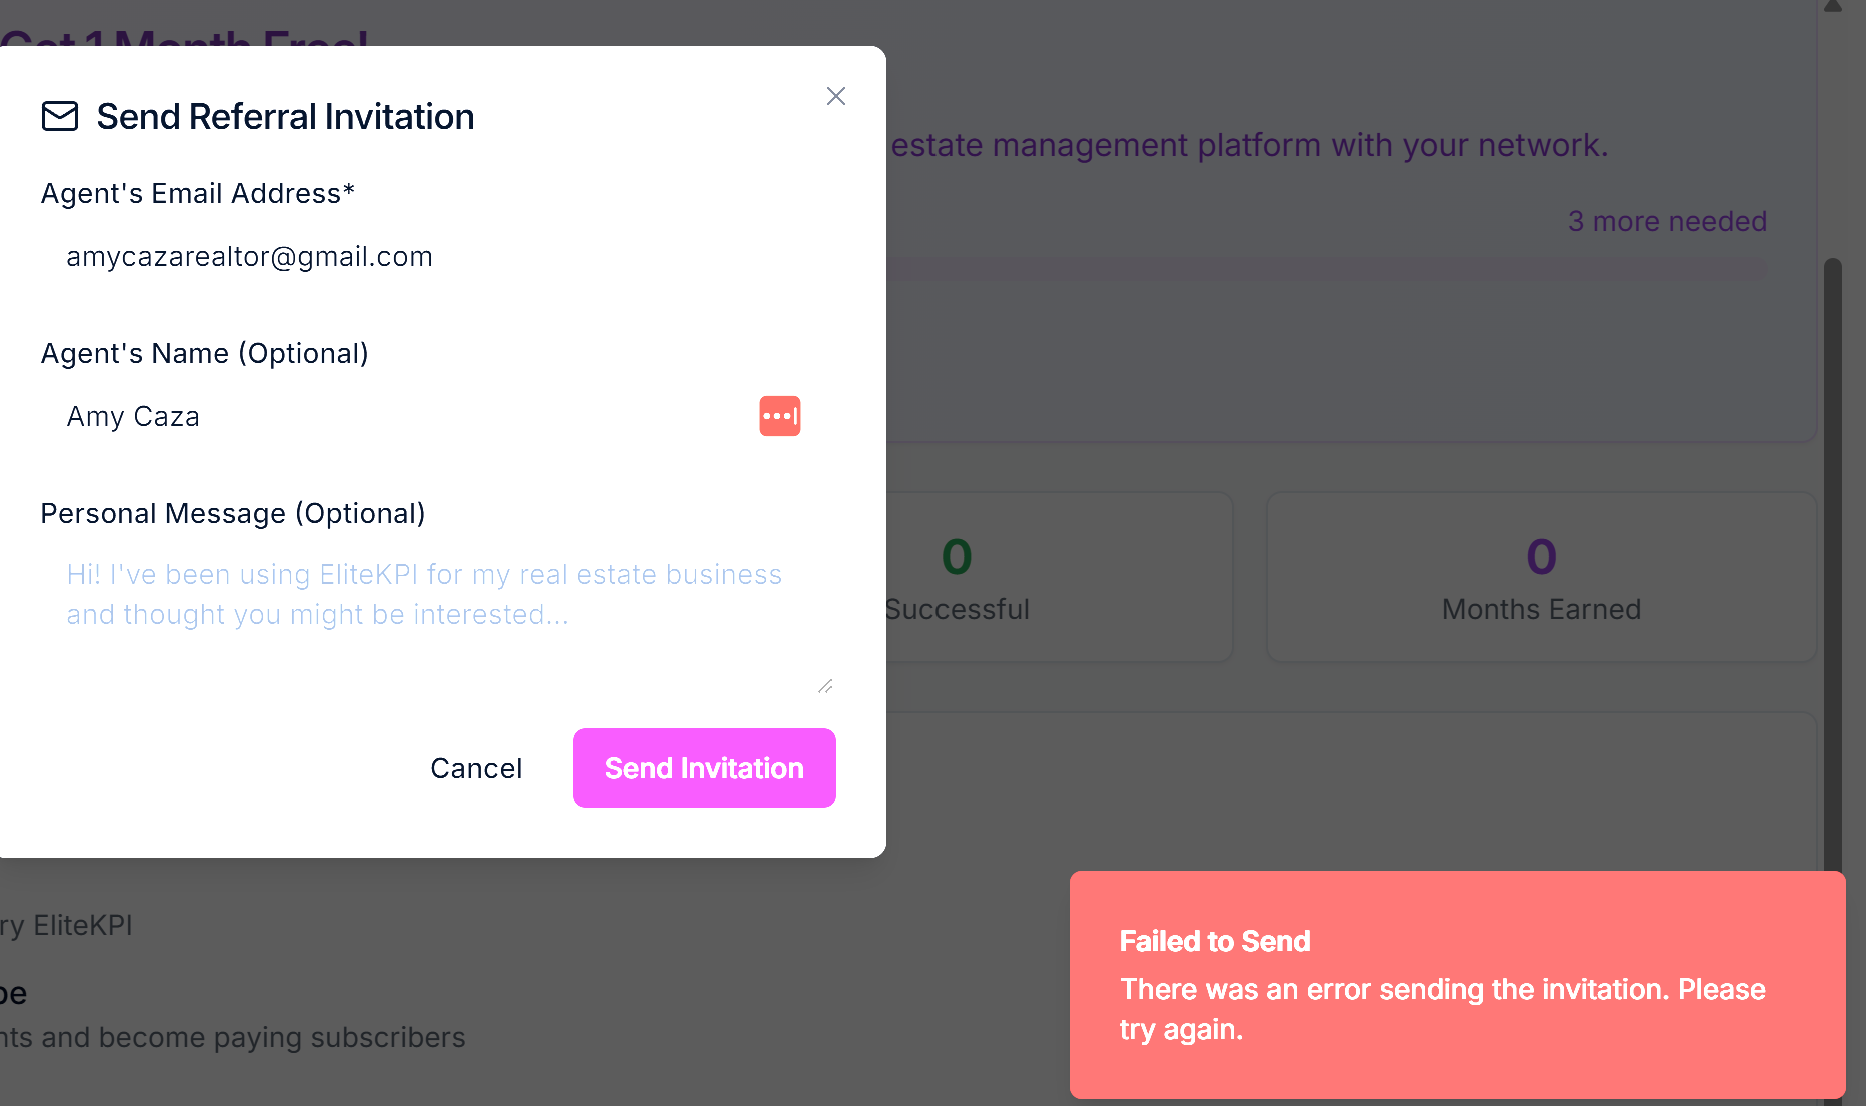 Get 1 Month Free!
Send Referral Invitation
estate management platform with your network.
Agent's Email Address*
3 more needed
amycazarealtor@gmail.com
Agent's Name (Optional)
Amy Caza
Personal Message (Optional)
Hi! I've been using EliteKPI for my real estate business
and thought you might be interested...
0
Successful
0
Months Earned
Cancel
Send Invitation
EliteKPI
Failed to Send
There was an error sending the invitation. Please
try again.
and become paying subscribers